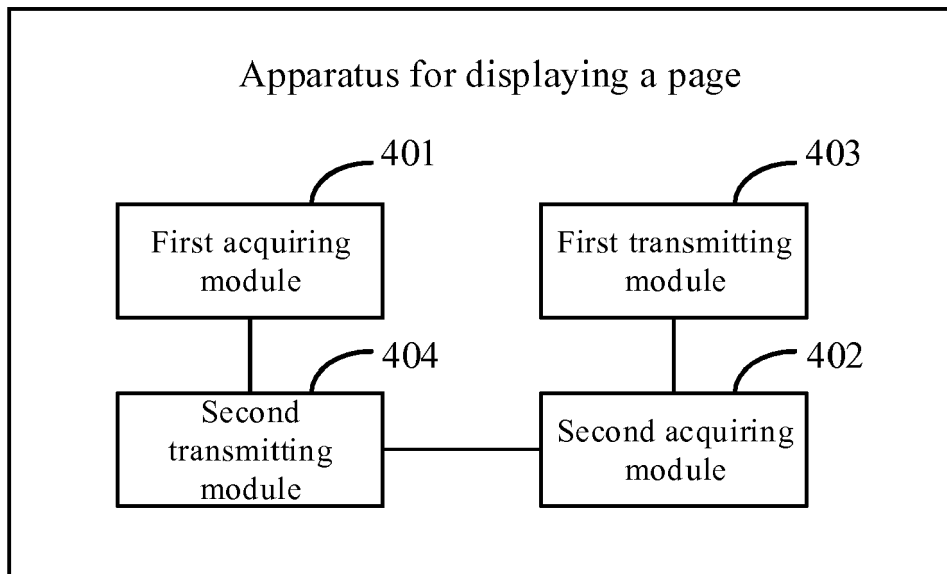 Apparatus for displaying a page
401
First acquiring
module
403
First transmitting
module
404
Second
transmitting
module
402
Second acquiring
module